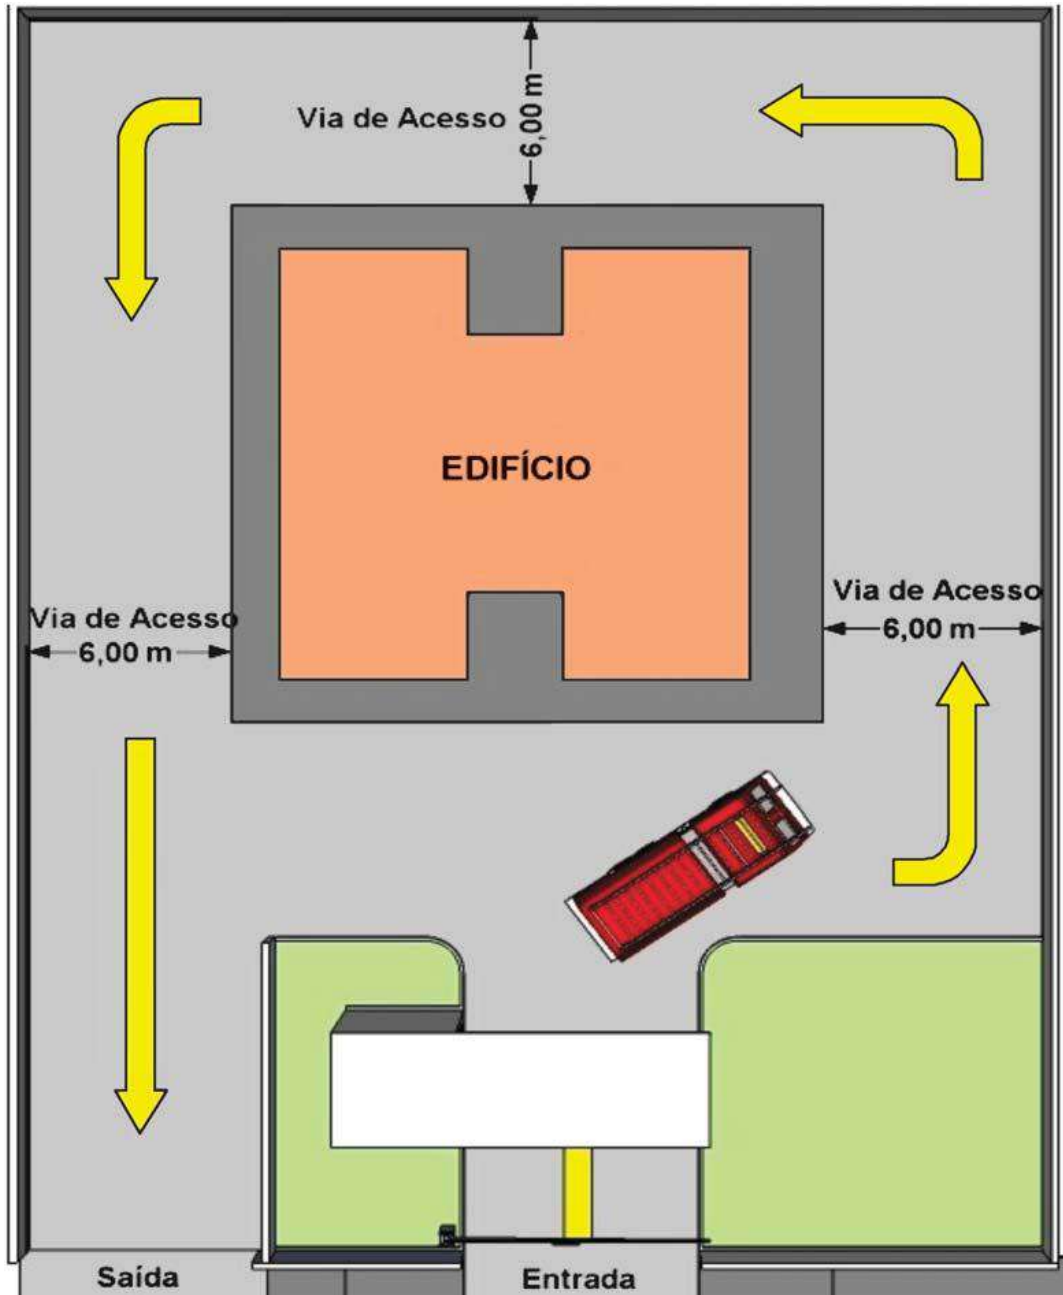 Via de Acesso
6,00 m
EDIFÍCIO
Via de Acesso
6,00 m
Via de Acesso
6,00 m
Saída
Entrada